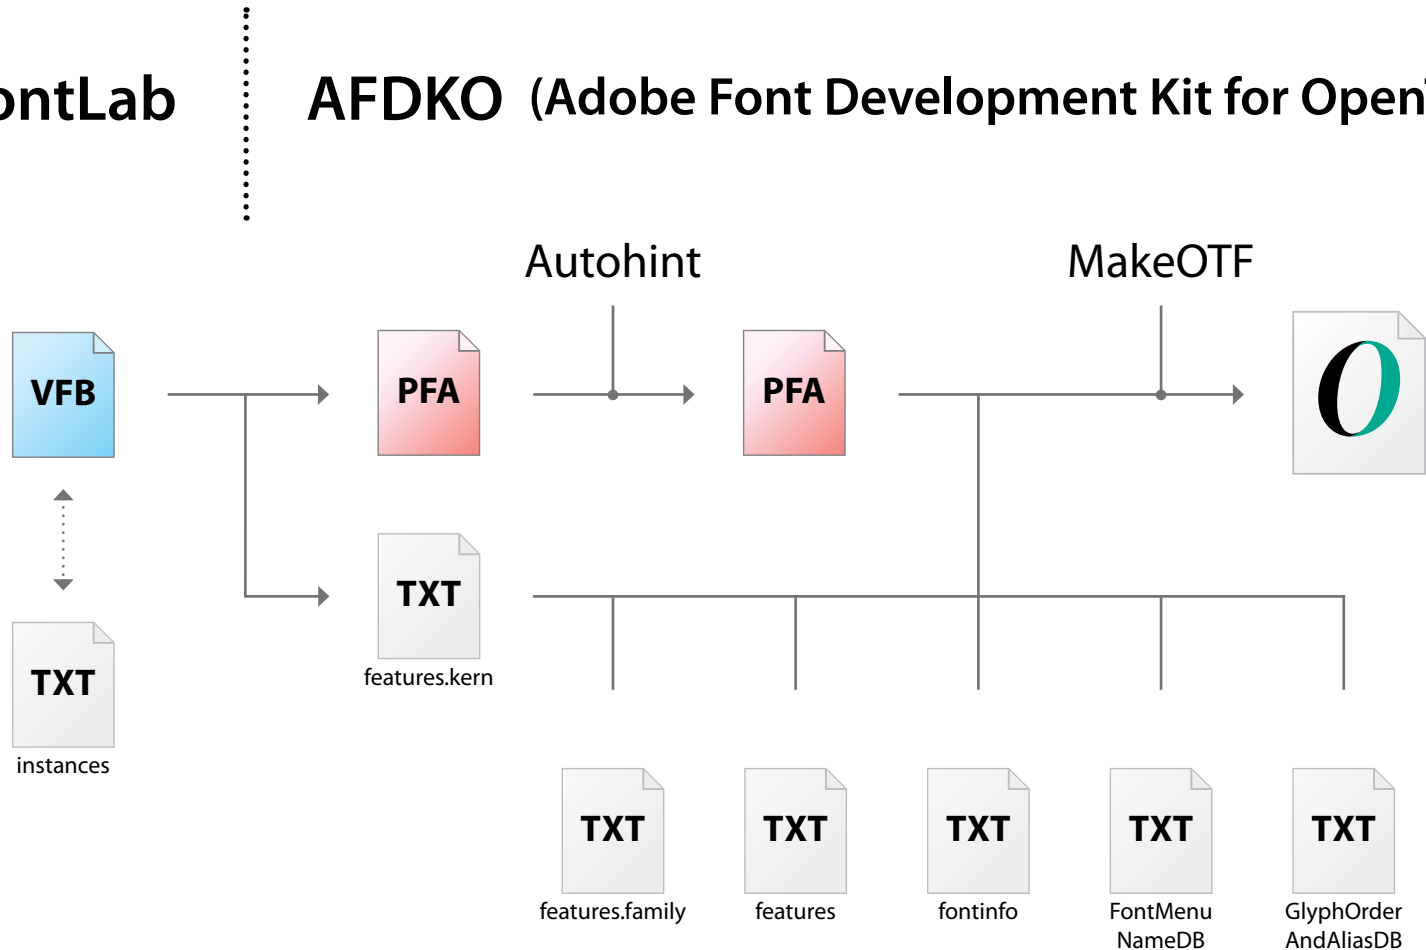 ontLab
AFDKO (Adobe Font Development Kit for Open
Autohint
MakeOTF
VFB
PFA
PFA
O
TXT
features.kern
TXT
instances
TXT
TXT
TXT
TXT
TXT
features.family
features
fontinfo
FontMenu
NameDB
GlyphOrder
AndAliasDB